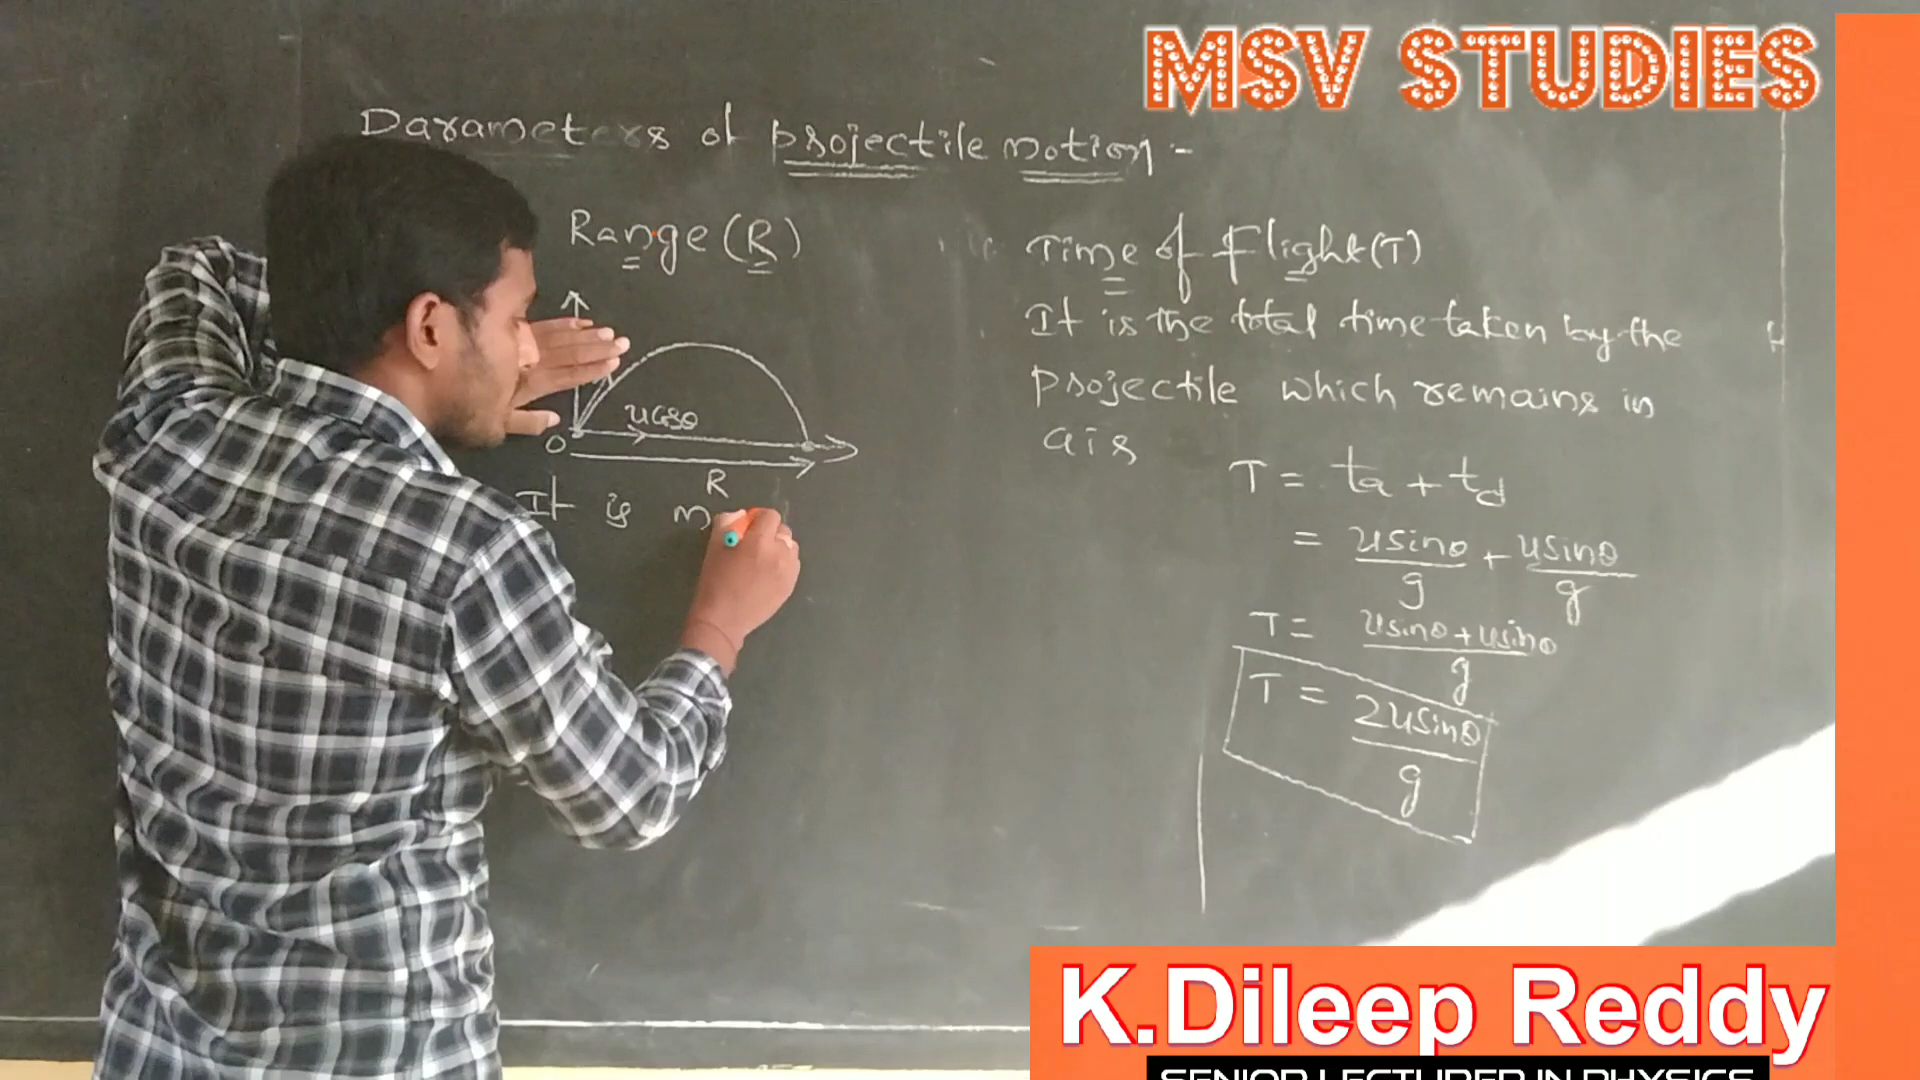 MSV STUDIES
Parameters of projectile motion :-
Range (R)
ucosθ
O
R
It is m
Time of Flight (T)
It is the total time taken by the
projectile which remains in
air
T = ta + td
= usinθ/g + usinθ/g
T = usinθ + usinθ/g
T = 2usinθ/g
K.Dileep Reddy
SENIOR LECTURER IN PHYSICS